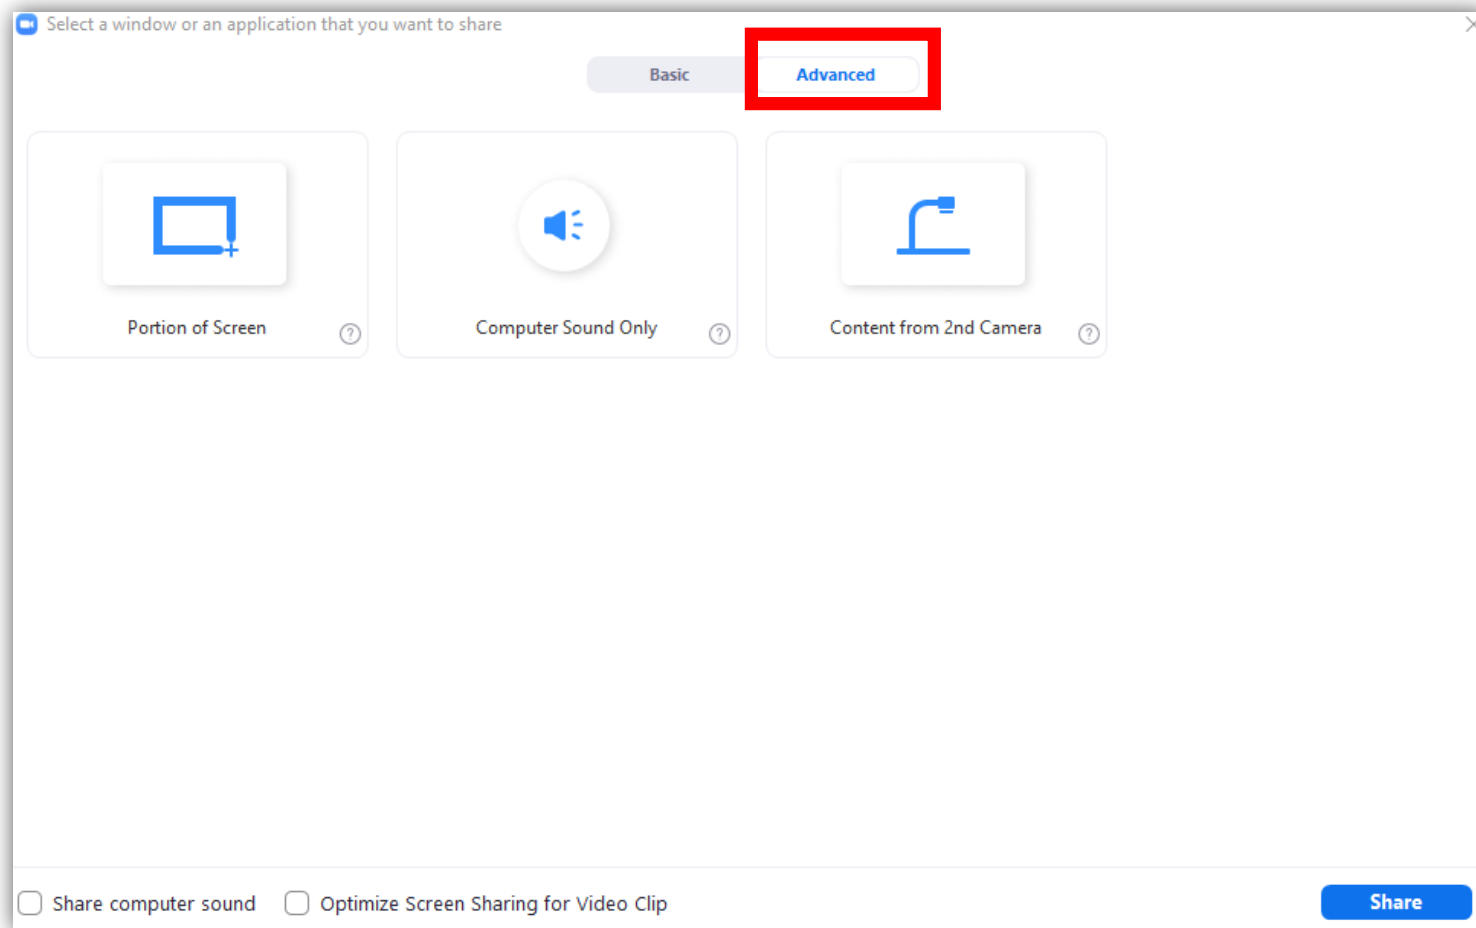 Select a window or an application that you want to share
Basic
Advanced
Portion of Screen
Computer Sound Only
Content from 2nd Camera
Share computer sound
Optimize Screen Sharing for Video Clip
Share